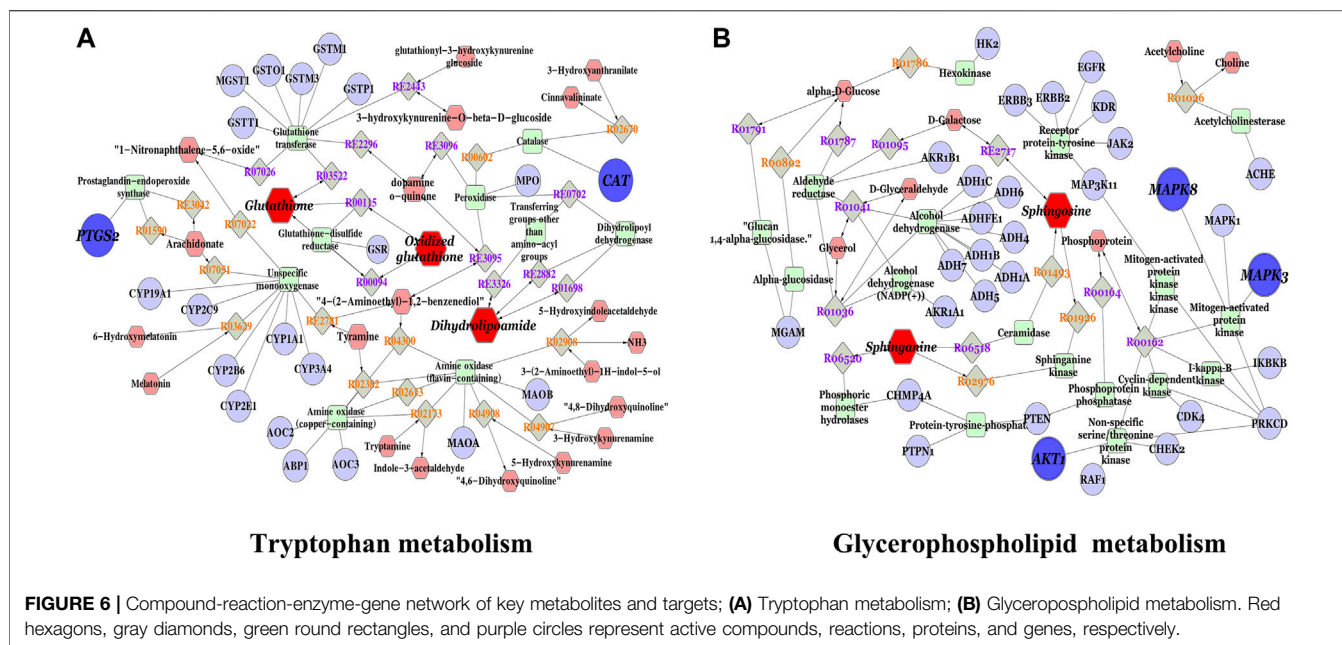 A
GSTM1
GSTO1
MGST1
GSTM3
GSTP1
GSTT1
glutathionyl-3-hydroxykynurenine
glucoside
RE2443
3-Hydroxyanthranilate
Cinnavalininate
R02670
3-hydroxykynurenine-O-beta-D-glucoside
Glutathione
transferase
RE2296
RE3096
Catalase
R00602
"1-Nitronaphthalene-5,6-oxide"
R07026
R03522
dopamine
o-quinone
Peroxidase
MPO
CAT
Prostaglandin-endoperoxide
synthase
RE3042
Glutathione
R00115
RE0702
Transferring groups other
than
amino-acyl
groups
Dihydrolipoyl
dehydrogenase
PTGS2
R01590
R07022
Arachidonate
Glutathione-disulfide
reductase
GSR
Oxidized
glutathione
R07051
Unspecific
monooxygenase
R00094
RE3095
RE2882
RE3326
R01698
CYP19A1
CYP2C9
"4-(2-Aminoethyl)-1,2-benzenediol"
Dihydrolipoamide
5-Hydroxyindoleacetaldehyde
6-Hydroxymelatonin
R03629
CYP1A1
RE2781
Tyramine
R04300
R02908
NH3
Melatonin
CYP2B6
CYP3A4
CYP2E1
R02382
Amine oxidase
(flavin-containing)
3-(2-Aminoethyl)-1H-indol-5-ol
R02613
MAOB
Amine oxidase
(copper-containing)
R02173
R04908
R04907
"4,8-Dihydroxyquinoline"
AOC2
ABP1
AOC3
Tryptamine
MAOA
3-Hydroxykynurenamine
Indole-3-acetaldehyde
5-Hydroxykynurenamine
"4,6-Dihydroxyquinoline"
Tryptophan metabolism
B
R01786
HK2
Hexokinase
EGFR
ERBB2
ERBB3
KDR
JAK2
Acetylcholine
Choline
R01026
Acetylcholinesterase
ACHE
alpha-D-Glucose
R01791
R01787
R00802
D-Galactose
R01095
RE2717
Receptor
protein-tyrosine
kinase
Aldehyde
reductase
AKR1B1
MAP3K11
MAPK8
D-Glyceraldehyde
ADH1C
ADH6
R01041
Alcohol
dehydrogenase
ADHFE1
Sphingosine
MAPK1
"Glucan
1,4-alpha-glucosidase."
Glycerol
ADH4
Phosphoprotein
ADH1B
ADH7
ADH1A
ADH5
Alpha-glucosidase
Alcohol
dehydrogenase
(NADP(+))
R01493
R00164
Mitogen-activated
protein kinase
kinase
kinase
MAPK3
R01036
AKR1A1
R01926
Mitogen-activated
protein
kinase
MGAM
Sphinganine
Ceramidase
R06520
R06518
R00162
R02976
Sphinganine
kinase
I-kappa-B
kinase
IKBKB
Cyclin-dependent
Phosphoric
monoester
hydrolases
CHMP4A
Phosphoprotein
phosphatase
CDK4
PTEN
PRKCD
Protein-tyrosine-phosphat
Non-specific
serine/threonine
protein
kinase
CHEK2
PTPN1
AKT1
RAF1
Glycerophospholipid metabolism
FIGURE 6 | Compound-reaction-enzyme-gene network of key metabolites and targets; (A) Tryptophan metabolism; (B) Glyceropospholipid metabolism. Red
hexagons, gray diamonds, green round rectangles, and purple circles represent active compounds, reactions, proteins, and genes, respectively.